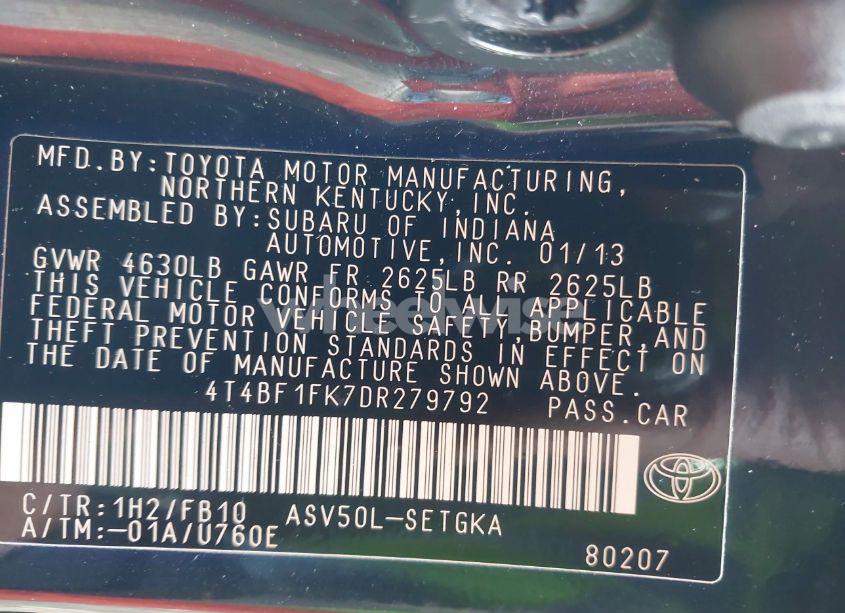 MFD.BY:TOYOTA MOTOR MANUFACTURING,
NORTHERN KENTUCKY,INC.
ASSEMBLED BY:SUBARU OF INDIANA
AUTOMOTIVE,INC. 01/13
GVWR 4630LB GAWR FR 2625LB RR 2625LB
THIS VEHICLE CONFORMS TO ALL APPLICABLE
FEDERAL MOTOR VEHICLE SAFETY,BUMPER,AND
THEFT PREVENTION STANDARDS IN EFFECT ON
THE DATE OF MANUFACTURE SHOWN ABOVE.
4T4BF1FK7DR279792 PASS.CAR
C/TR:1H2/FB10 ASV50L-SETGKA
A/TM:-01A/U760E
80207
wheelwise